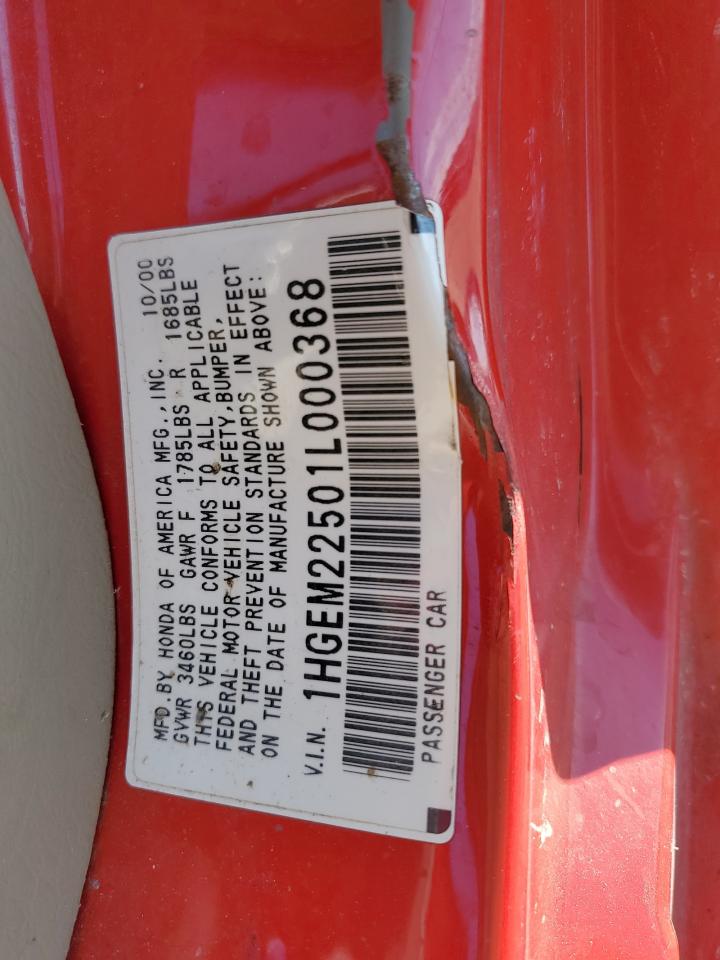 MFD.BY HONDA OF AMERICA MFG.,INC. 10/00
GVWR 3460LBS GAWR F 1785LBS R 1685LBS
THIS VEHICLE CONFORMS TO ALL APPLICABLE
FEDERAL MOTOR VEHICLE SAFETY,BUMPER,
AND THEFT PREVENTION STANDARDS IN EFFECT
ON THE DATE OF MANUFACTURE SHOWN ABOVE:
V.I.N. 1HGEM22501L000368
PASSENGER CAR